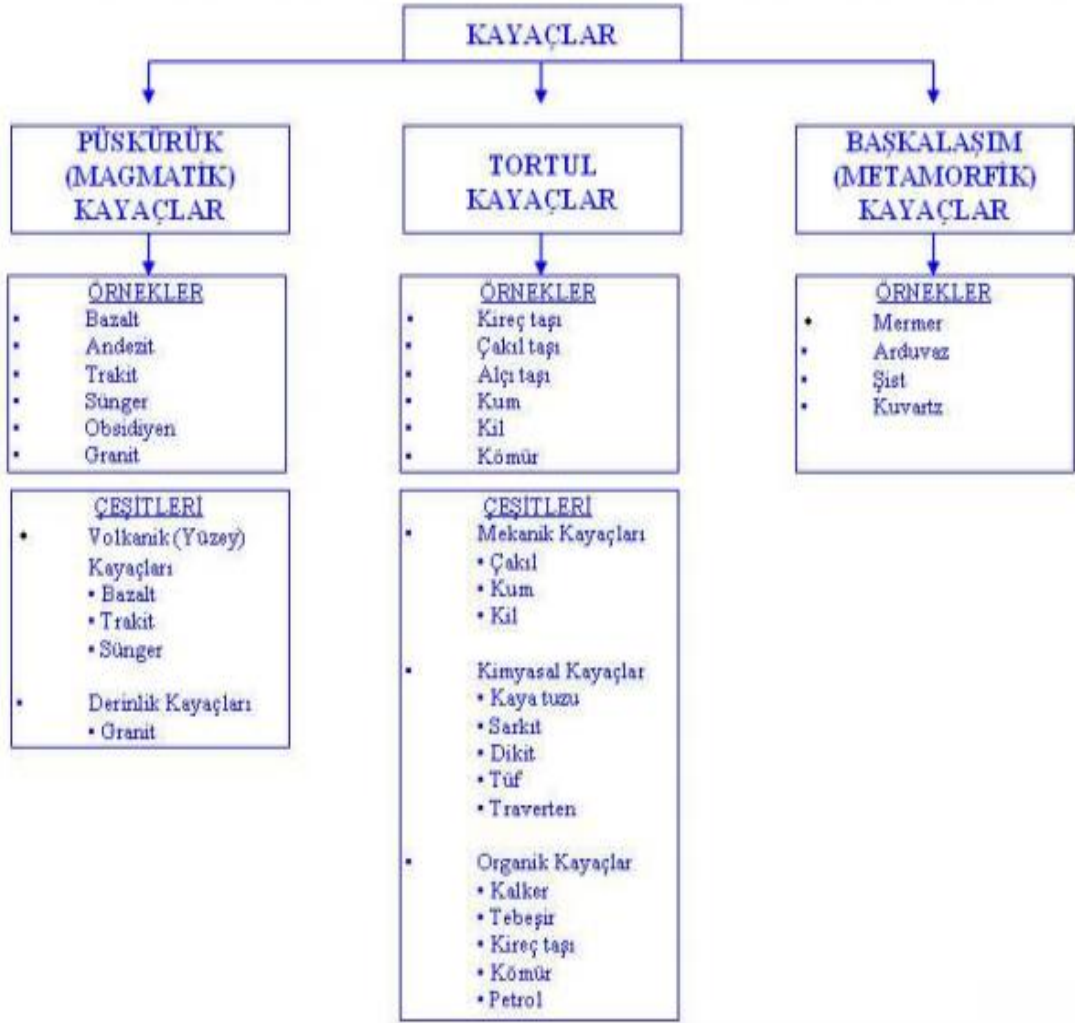 KAYAÇLAR
PÜSKÜRÜK
(MAGMATİK)
KAYAÇLAR
ÖRNEKLER
▪ Bazalt
▪ Andezit
▪ Trakit
▪ Sünger
▪ Obsidiyen
▪ Granit
ÇEŞİTLERİ
♦ Volkanik (Yüzey)
Kayaçları
▪ Bazalt
▪ Trakit
▪ Sünger
▪ Derinlik Kayaçları
▪ Granit
TORTUL
KAYAÇLAR
ÖRNEKLER
▪ Kireç taşı
▪ Çakıl taşı
▪ Alçı taşı
▪ Kum
▪ Kil
▪ Kömür
ÇEŞİTLERİ
▪ Mekanik Kayaçları
▪ Çakıl
▪ Kum
▪ Kil
▪ Kimyasal Kayaçlar
▪ Kaya tuzu
▪ Sarkıt
▪ Dikit
▪ Tüf
▪ Traverten
▪ Organik Kayaçlar
▪ Kalker
▪ Tebeşir
▪ Kireç taşı
▪ Kömür
▪ Petrol
BAŞKALAŞIM
(METAMORFİK)
KAYAÇLAR
ÖRNEKLER
♦ Mermer
▪ Arduvaz
▪ Şist
▪ Kuvartz